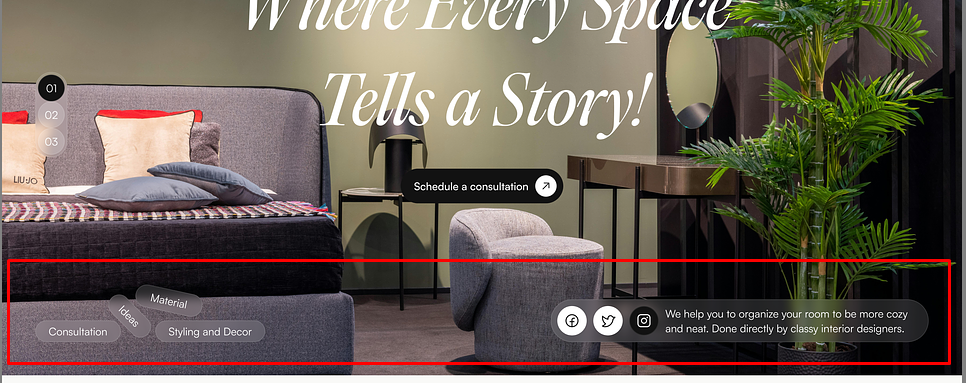 Where Every Space
Tells a Story!
01
02
03
LIU·JO
Schedule a consultation
Material
Ideas
Consultation
Styling and Decor
We help you to organize your room to be more cozy
and neat. Done directly by classy interior designers.